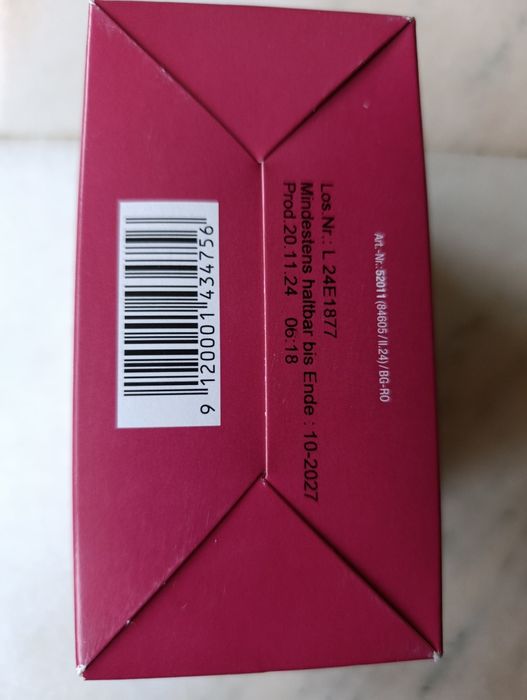 Art.-Nr.: 52011 (84605/II.24) / BG-RO
Los.Nr.: L 24E1877
Mindestens haltbar bis Ende : 10-2027
Prod.20.11.24 06:18
9 120001 434756